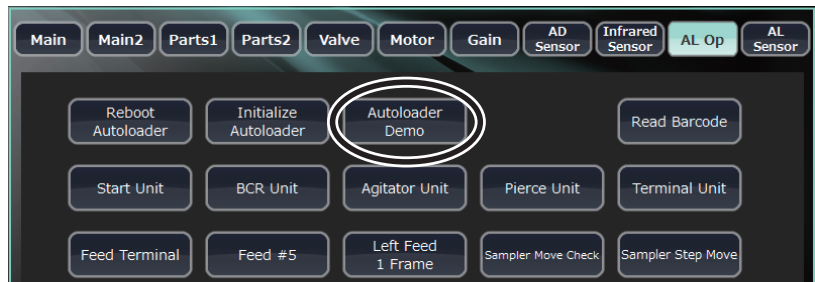 Main Main2 Parts1 Parts2 Valve Motor Gain AD Sensor Infrared Sensor AL Op AL Sensor
Reboot Autoloader Initialize Autoloader Autoloader Demo Read Barcode
Start Unit BCR Unit Agitator Unit Pierce Unit Terminal Unit
Feed Terminal Feed #5 Left Feed 1 Frame Sampler Move Check Sampler Step Move